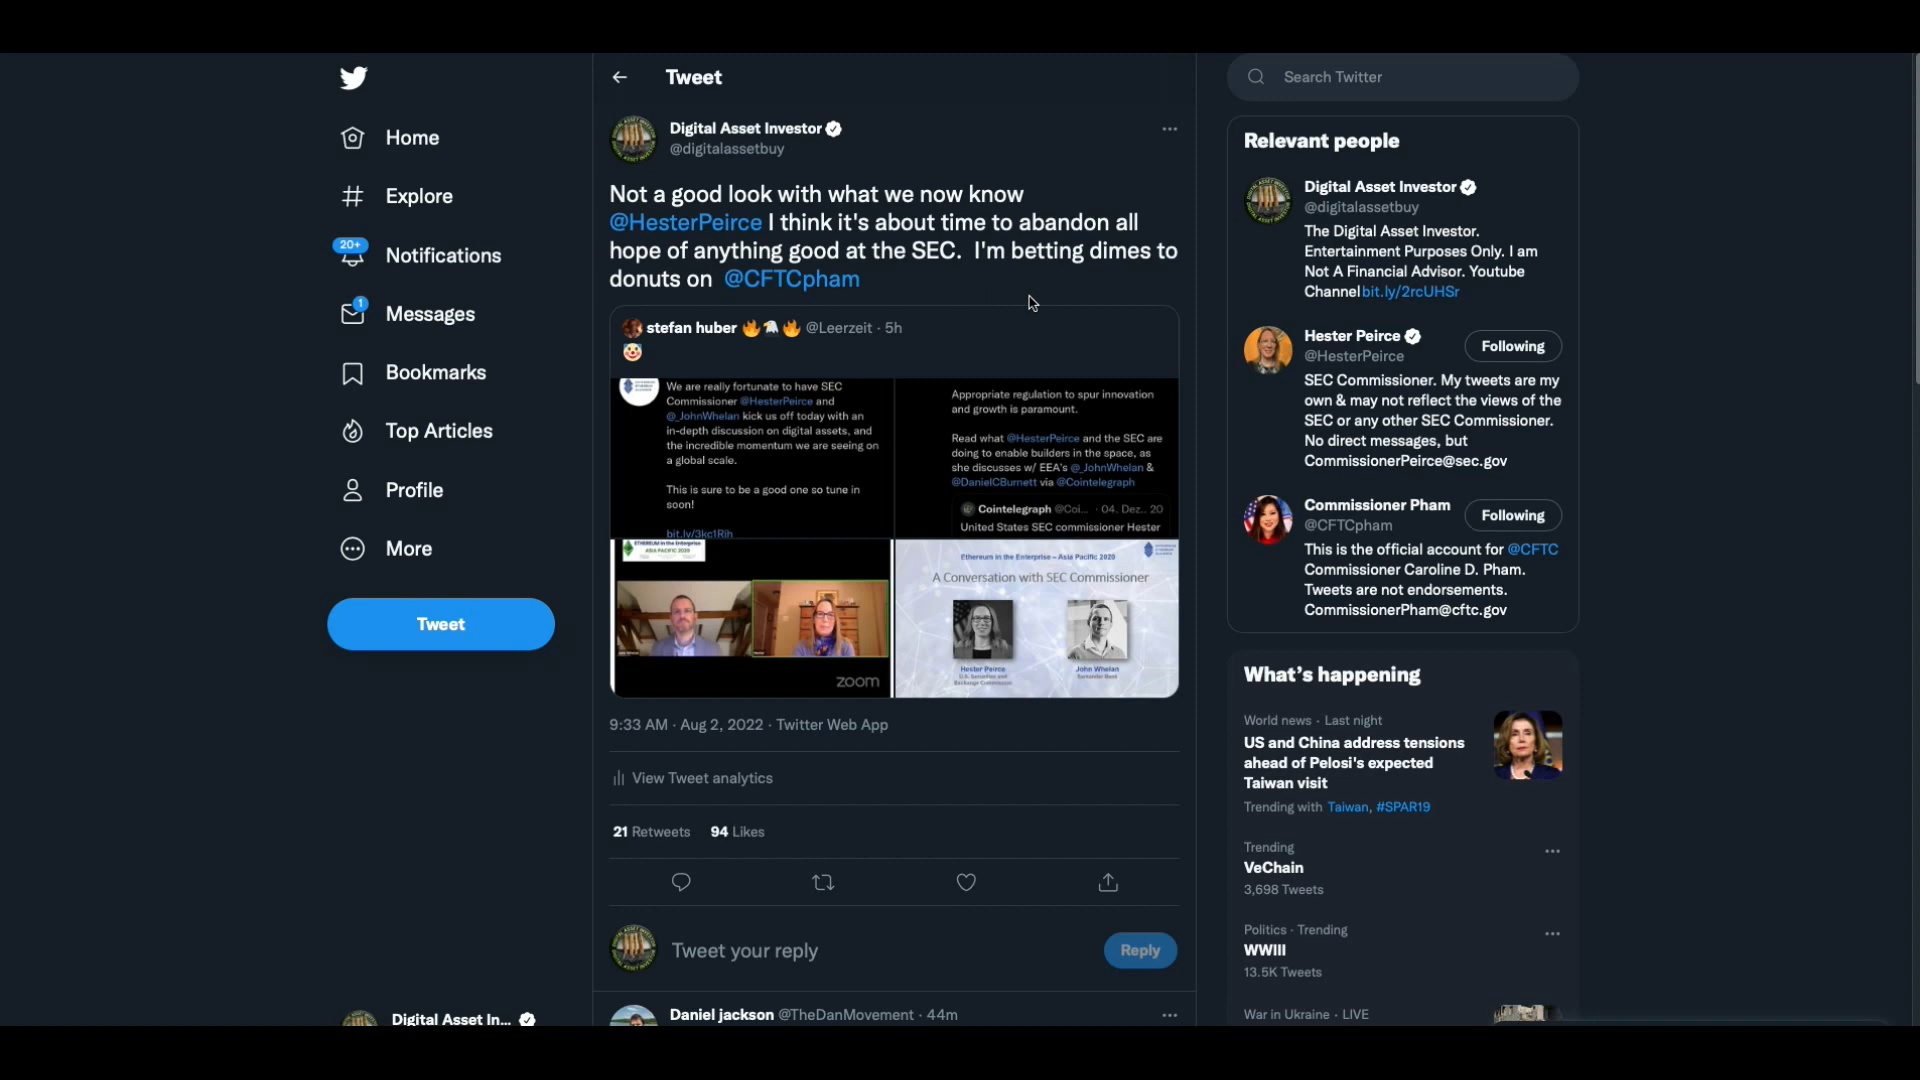 Home
Explore
20+
Notifications
1
Messages
Bookmarks
Top Articles
Profile
More
Tweet
Digital Asset In...
Tweet
Digital Asset Investor
@digitalassetbuy
Not a good look with what we now know
@HesterPeirce I think it's about time to abandon all
hope of anything good at the SEC. I'm betting dimes to
donuts on @CFTCpham
stefan huber 🔥🦅🔥 @Leerzeit · 5h
🤡
We are really fortunate to have SEC
Commissioner @HesterPeirce and
@_JohnWhelan kick us off today with an
in-depth discussion on digital assets, and
the incredible momentum we are seeing on
a global scale.
This is sure to be a good one so tune in
soon!
bit.ly/3kc1Rih
Appropriate regulation to spur innovation
and growth is paramount.
Read what @HesterPeirce and the SEC are
doing to enable builders in the space, as
she discusses w/ EEA's @_JohnWhelan &
@DanielCBurnett via @Cointelegraph
Cointelegraph @Coi... · 04. Dez.. 20
United States SEC commissioner Hester
ETHEREUM in the ENTERPRISE
ASIA PACIFIC 2020
zoom
Ethereum in the Enterprise – Asia Pacific 2020
A Conversation with SEC Commissioner
Hester Peirce
U.S. Securities and
Exchange Commission
John Whelan
Santander Bank
9:33 AM · Aug 2, 2022 · Twitter Web App
View Tweet analytics
21 Retweets 94 Likes
Tweet your reply
Reply
Daniel jackson @TheDanMovement · 44m
Search Twitter
Relevant people
Digital Asset Investor
@digitalassetbuy
The Digital Asset Investor.
Entertainment Purposes Only. I am
Not A Financial Advisor. Youtube
Channel bit.ly/2rcUHSr
Hester Peirce
@HesterPeirce
Following
SEC Commissioner. My tweets are my
own & may not reflect the views of the
SEC or any other SEC Commissioner.
No direct messages, but
CommissionerPeirce@sec.gov
Commissioner Pham
@CFTCpham
Following
This is the official account for @CFTC
Commissioner Caroline D. Pham.
Tweets are not endorsements.
CommissionerPham@cftc.gov
What's happening
World news · Last night
US and China address tensions
ahead of Pelosi's expected
Taiwan visit
Trending with Taiwan, #SPAR19
Trending
VeChain
3,698 Tweets
Politics · Trending
WWIII
13.5K Tweets
War in Ukraine · LIVE